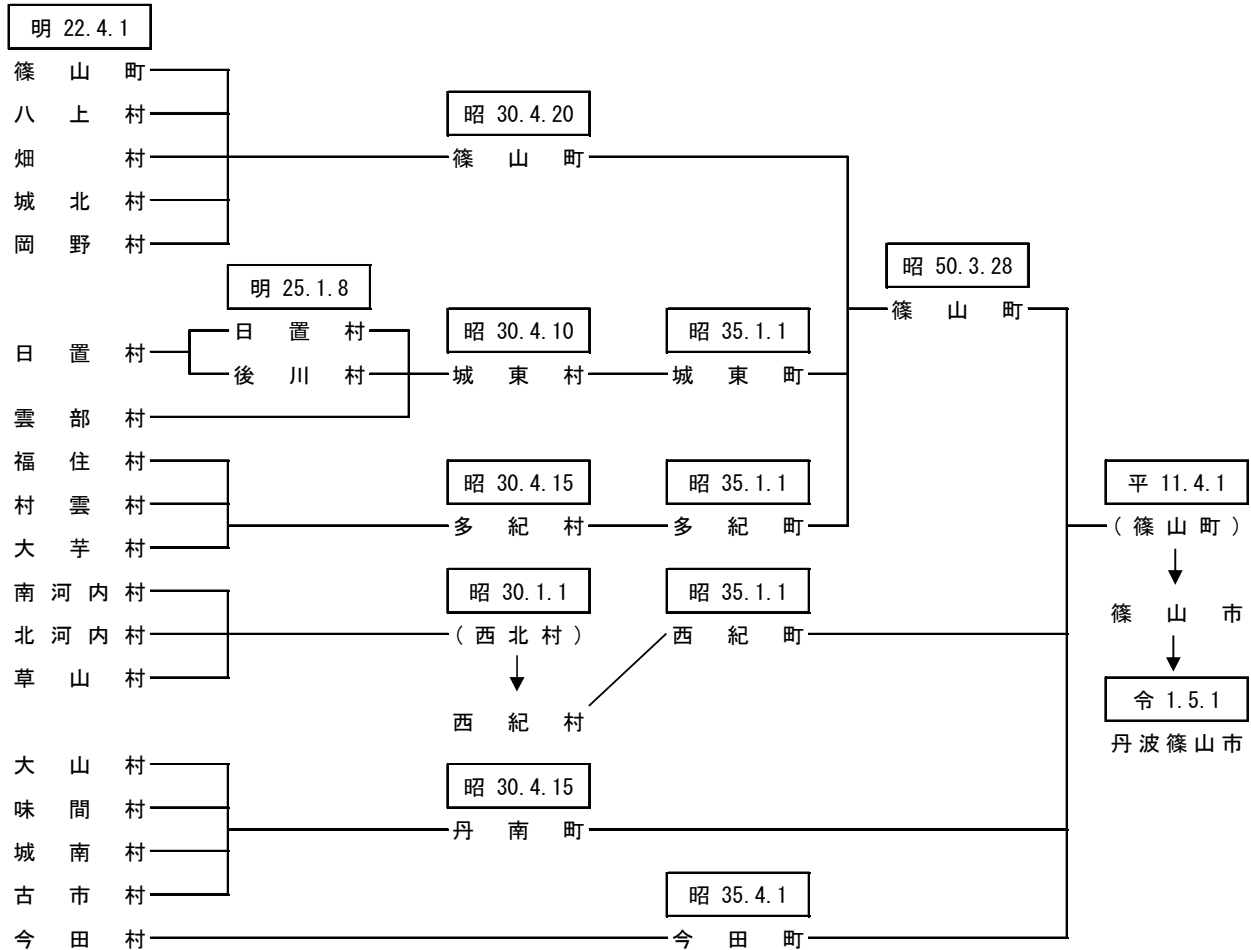 明 22.4.1
篠山町
八上村
昭 30.4.20
畑村
篠山町
城北村
岡野村
昭 50.3.28
明 25.1.8
篠山町
日置村
昭 30.4.10
昭 35.1.1
日置村
後川村
城東村
城東町
雲部村
福住村
昭 30.4.15
昭 35.1.1
平 11.4.1
村雲村
多紀村
多紀町
(篠山町)
大芋村
南河内村
昭 30.1.1
昭 35.1.1
篠山市
北河内村
(西北村)
西紀町
草山村
令 1.5.1
西紀村
丹波篠山市
大山村
昭 30.4.15
味間村
丹南町
城南村
古市村
昭 35.4.1
今田村
今田町